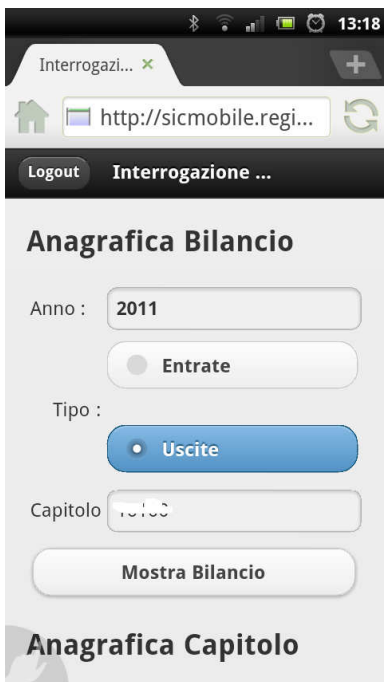 13:18
Interrogazi... ×
http://sicmobile.regi...
Logout Interrogazione ...
Anagrafica Bilancio
Anno : 2011
Entrate
Tipo :
Uscite
Capitolo
Mostra Bilancio
Anagrafica Capitolo